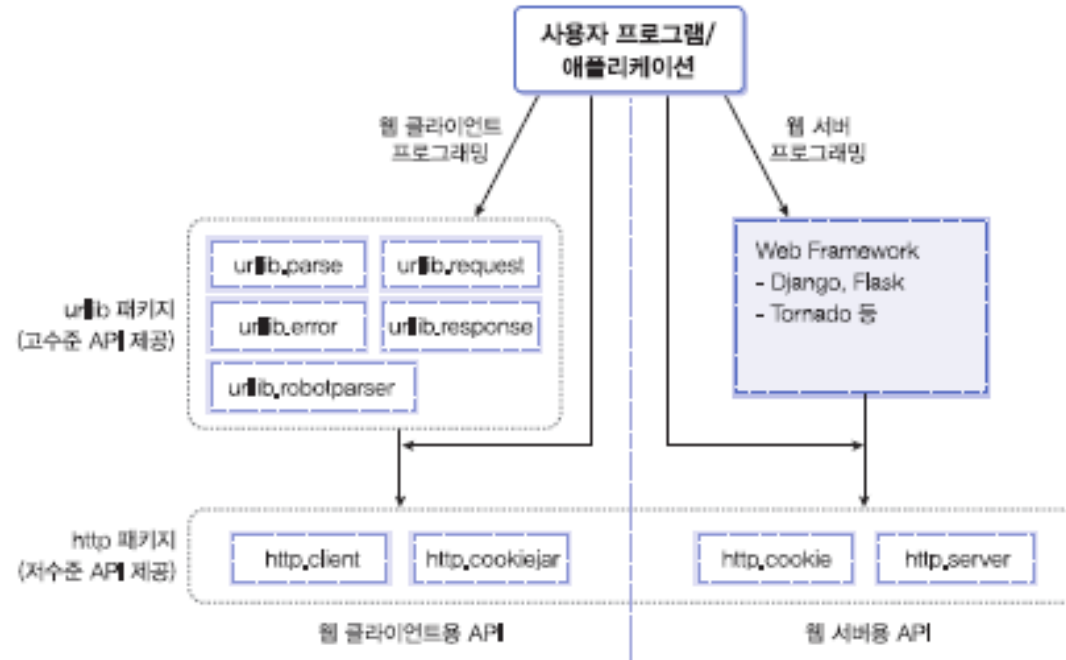 사용자 프로그램/
애플리케이션
웹 클라이언트
프로그래밍
웹 서버
프로그래밍
urllib 패키지
(고수준 API 제공)
urllib.parse
urllib.request
urllib.error
urllib.response
urllib.robotparser
Web Framework
- Django, Flask
- Tornado 등
http 패키지
(저수준 API 제공)
http.client
http.cookiejar
http.cookie
http.server
웹 클라이언트용 API
웹 서버용 API